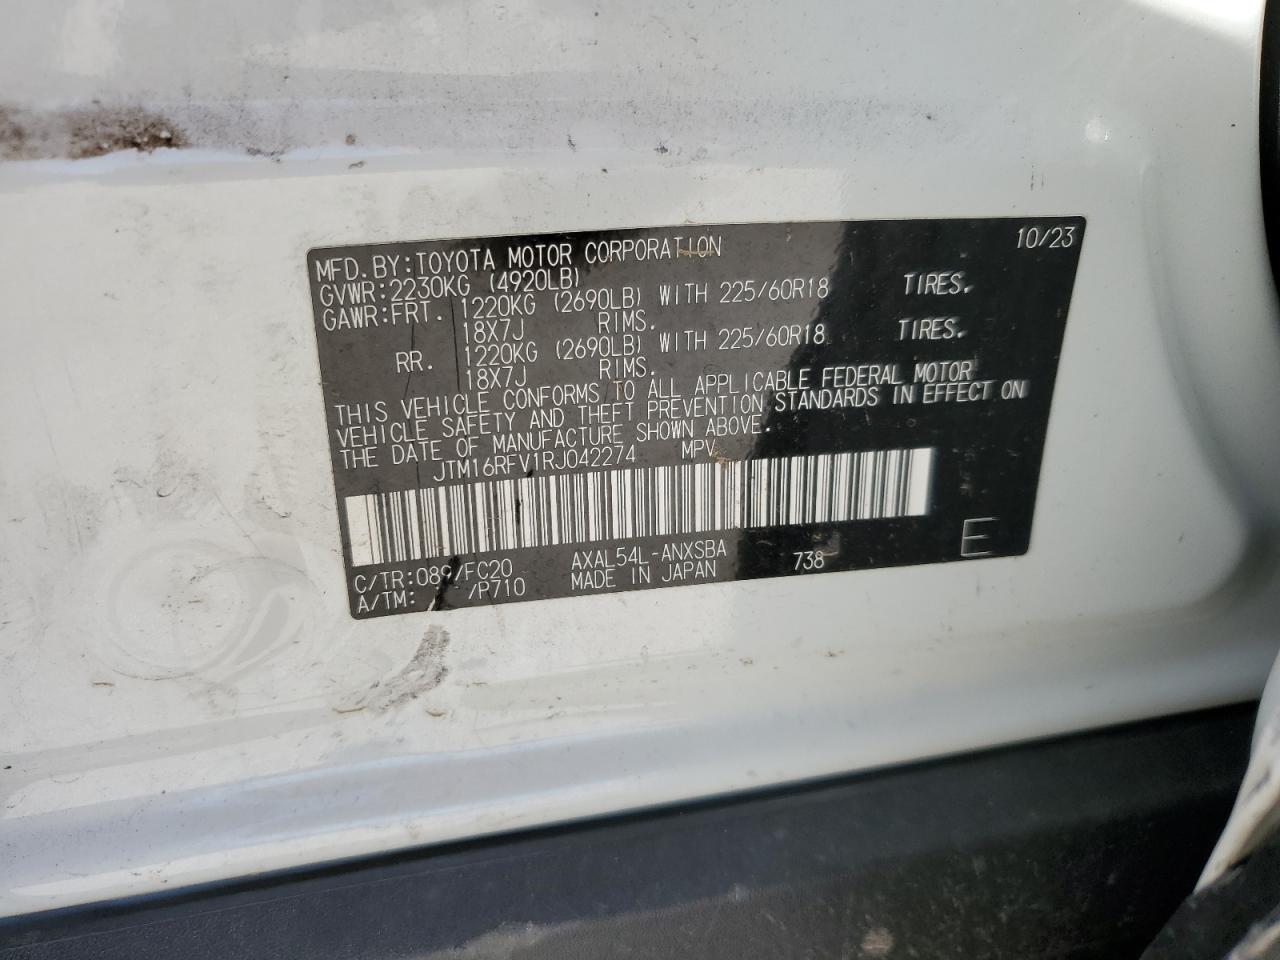 MFD.BY:TOYOTA MOTOR CORPORATION 10/23
GVWR:2230KG (4920LB)
GAWR:FRT. 1220KG (2690LB) WITH 225/60R18 TIRES.
18X7J RIMS.
RR. 1220KG (2690LB) WITH 225/60R18 TIRES.
18X7J RIMS.
THIS VEHICLE CONFORMS TO ALL APPLICABLE FEDERAL MOTOR
VEHICLE SAFETY AND THEFT PREVENTION STANDARDS IN EFFECT ON
THE DATE OF MANUFACTURE SHOWN ABOVE.
JTM16RFV1RJ042274 MPV
C/TR:089/FC20 AXAL54L-ANXSBA 738 E
A/TM: /P710 MADE IN JAPAN